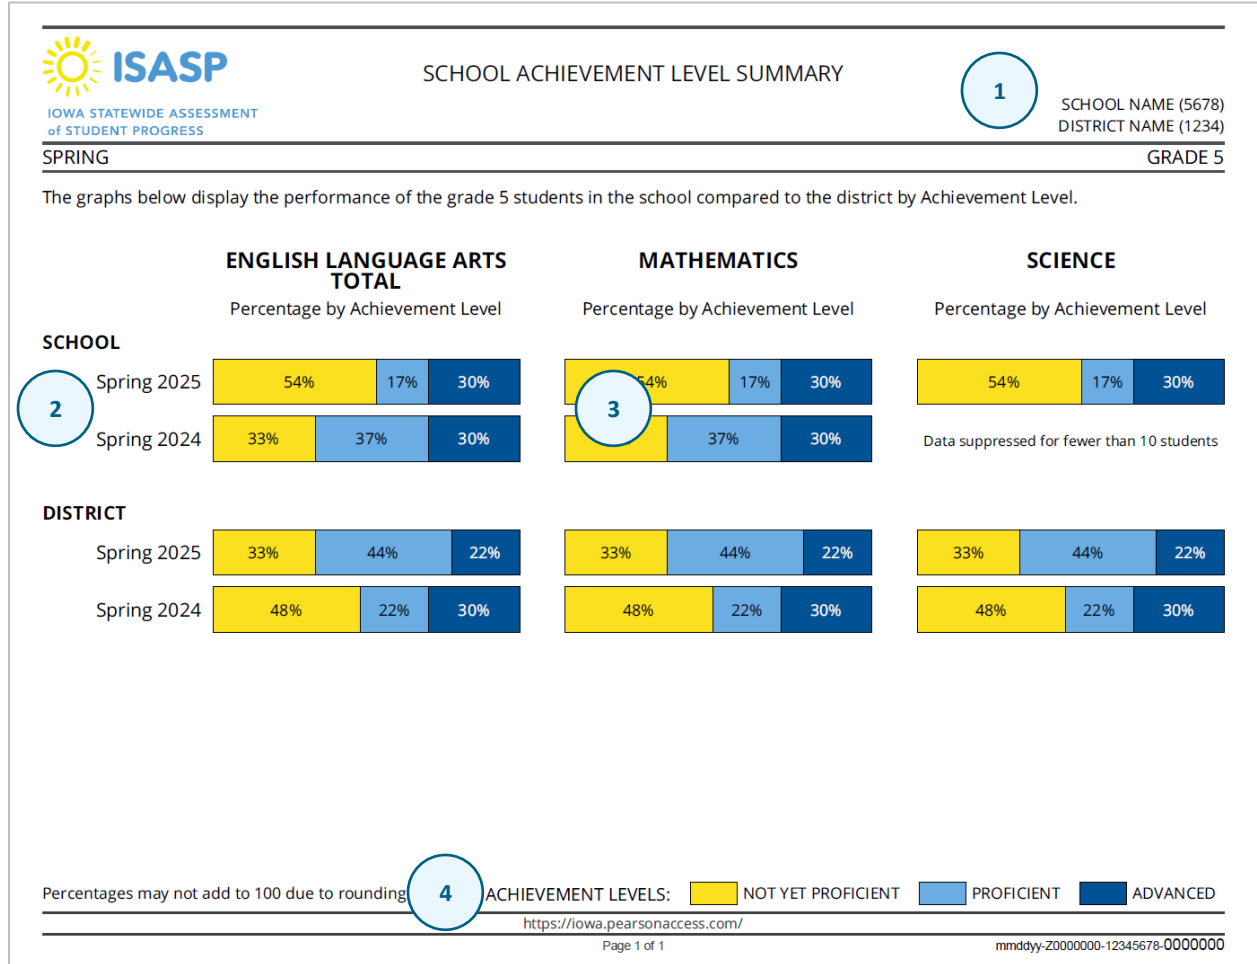 ISASP
IOWA STATEWIDE ASSESSMENT
of STUDENT PROGRESS
SCHOOL ACHIEVEMENT LEVEL SUMMARY
1
SCHOOL NAME (5678)
DISTRICT NAME (1234)
SPRING GRADE 5
The graphs below display the performance of the grade 5 students in the school compared to the district by Achievement Level.
ENGLISH LANGUAGE ARTS
TOTAL
MATHEMATICS
SCIENCE
Percentage by Achievement Level Percentage by Achievement Level Percentage by Achievement Level
SCHOOL
Spring 2025 54% 17% 30% 54% 17% 30% 54% 17% 30%
2 3
Spring 2024 33% 37% 30% 37% 30% Data suppressed for fewer than 10 students
DISTRICT
Spring 2025 33% 44% 22% 33% 44% 22% 33% 44% 22%
Spring 2024 48% 22% 30% 48% 22% 30% 48% 22% 30%
Percentages may not add to 100 due to rounding 4 ACHIEVEMENT LEVELS: NOT YET PROFICIENT PROFICIENT ADVANCED
https://iowa.pearsonaccess.com/
Page 1 of 1 mmddyy-Z0000000-12345678-0000000